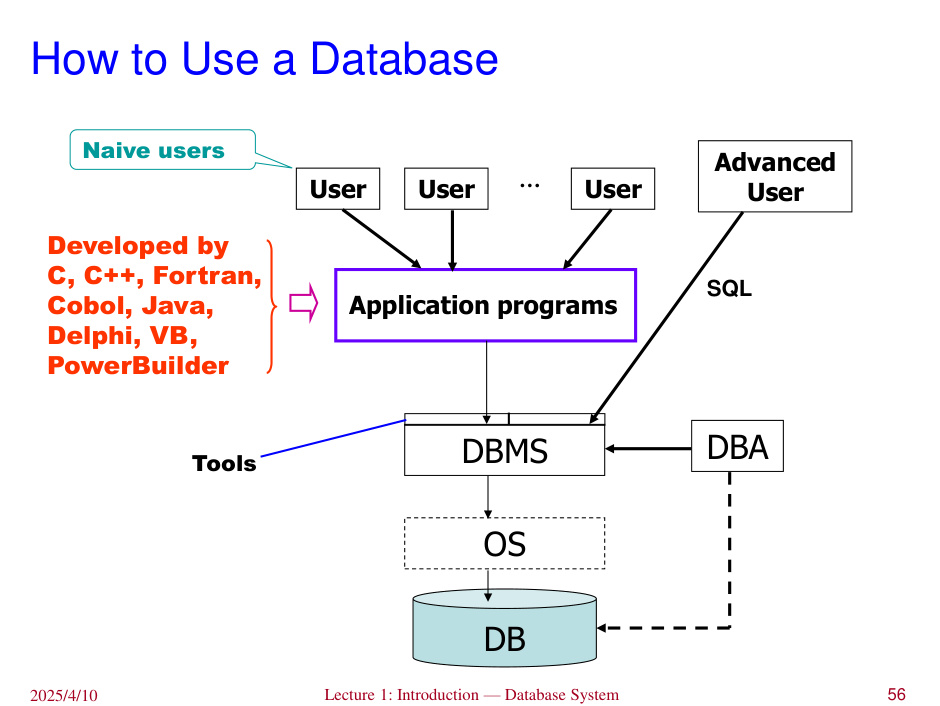 How to Use a Database
Naive users
User
User
...
User
Advanced
User
Developed by
C, C++, Fortran,
Cobol, Java,
Delphi, VB,
PowerBuilder
Application programs
SQL
Tools
DBMS
DBA
OS
DB
2025/4/10
Lecture 1: Introduction — Database System
56